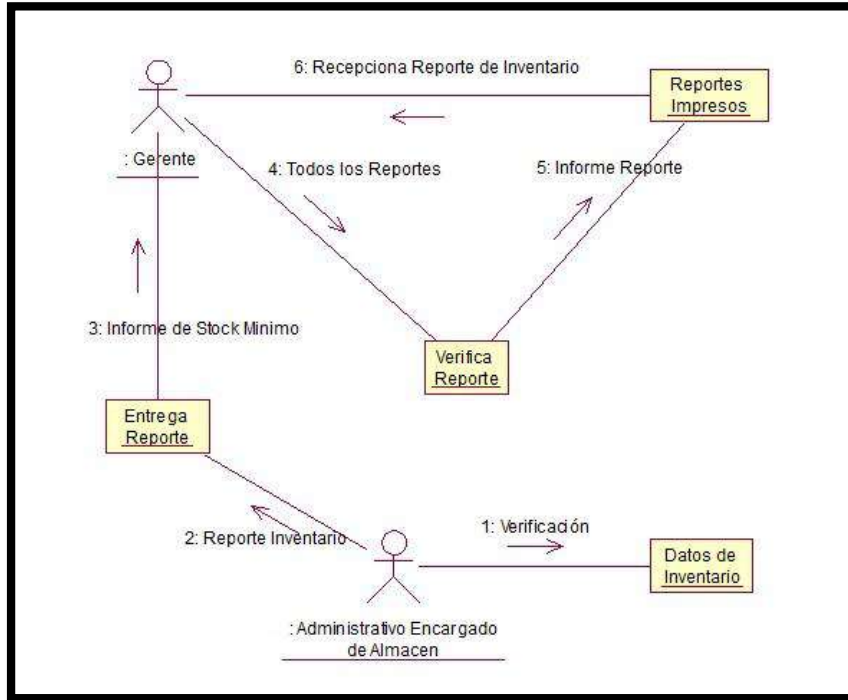 6: Recepciona Reporte de Inventario
Reportes
Impresos
: Gerente
4: Todos los Reportes
5: Informe Reporte
3: Informe de Stock Minimo
Verifica
Reporte
Entrega
Reporte
2: Reporte Inventario
1: Verificación
Datos de
Inventario
: Administrativo Encargado
de Almacen